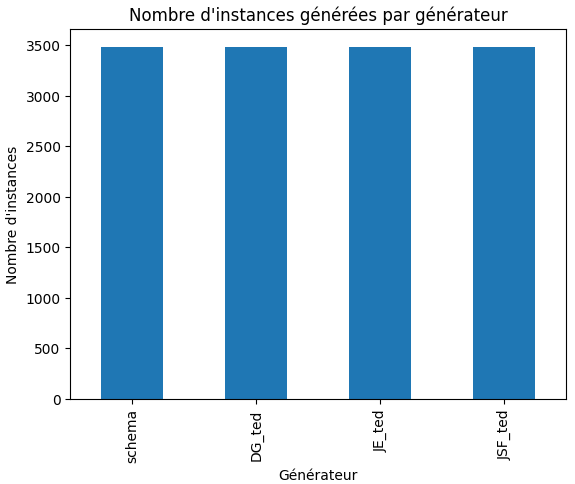 Nombre d'instances générées par générateur
Nombre d'instances
3500
3000
2500
2000
1500
1000
500
0
schema
DG_ted
JE_ted
JSF_ted
Générateur